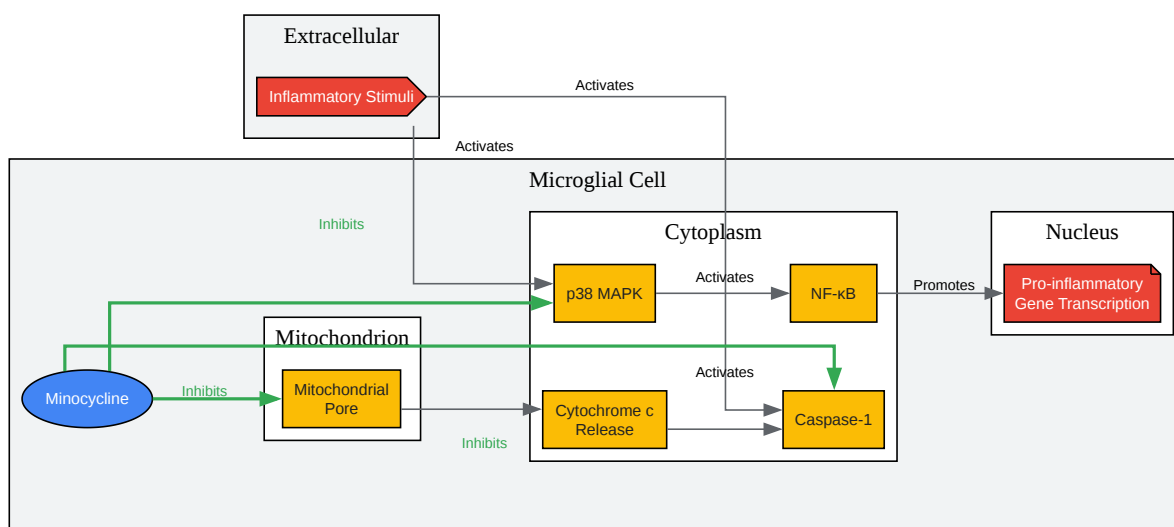 Extracellular
Inflammatory Stimuli
Activates
Activates
Microglial Cell
Inhibits
Cytoplasm
Nucleus
p38 MAPK
Activates
NF-κB
Promotes
Pro-inflammatory
Gene Transcription
Mitochondrion
Minocycline
Inhibits
Mitochondrial
Pore
Inhibits
Cytochrome c
Release
Activates
Caspase-1